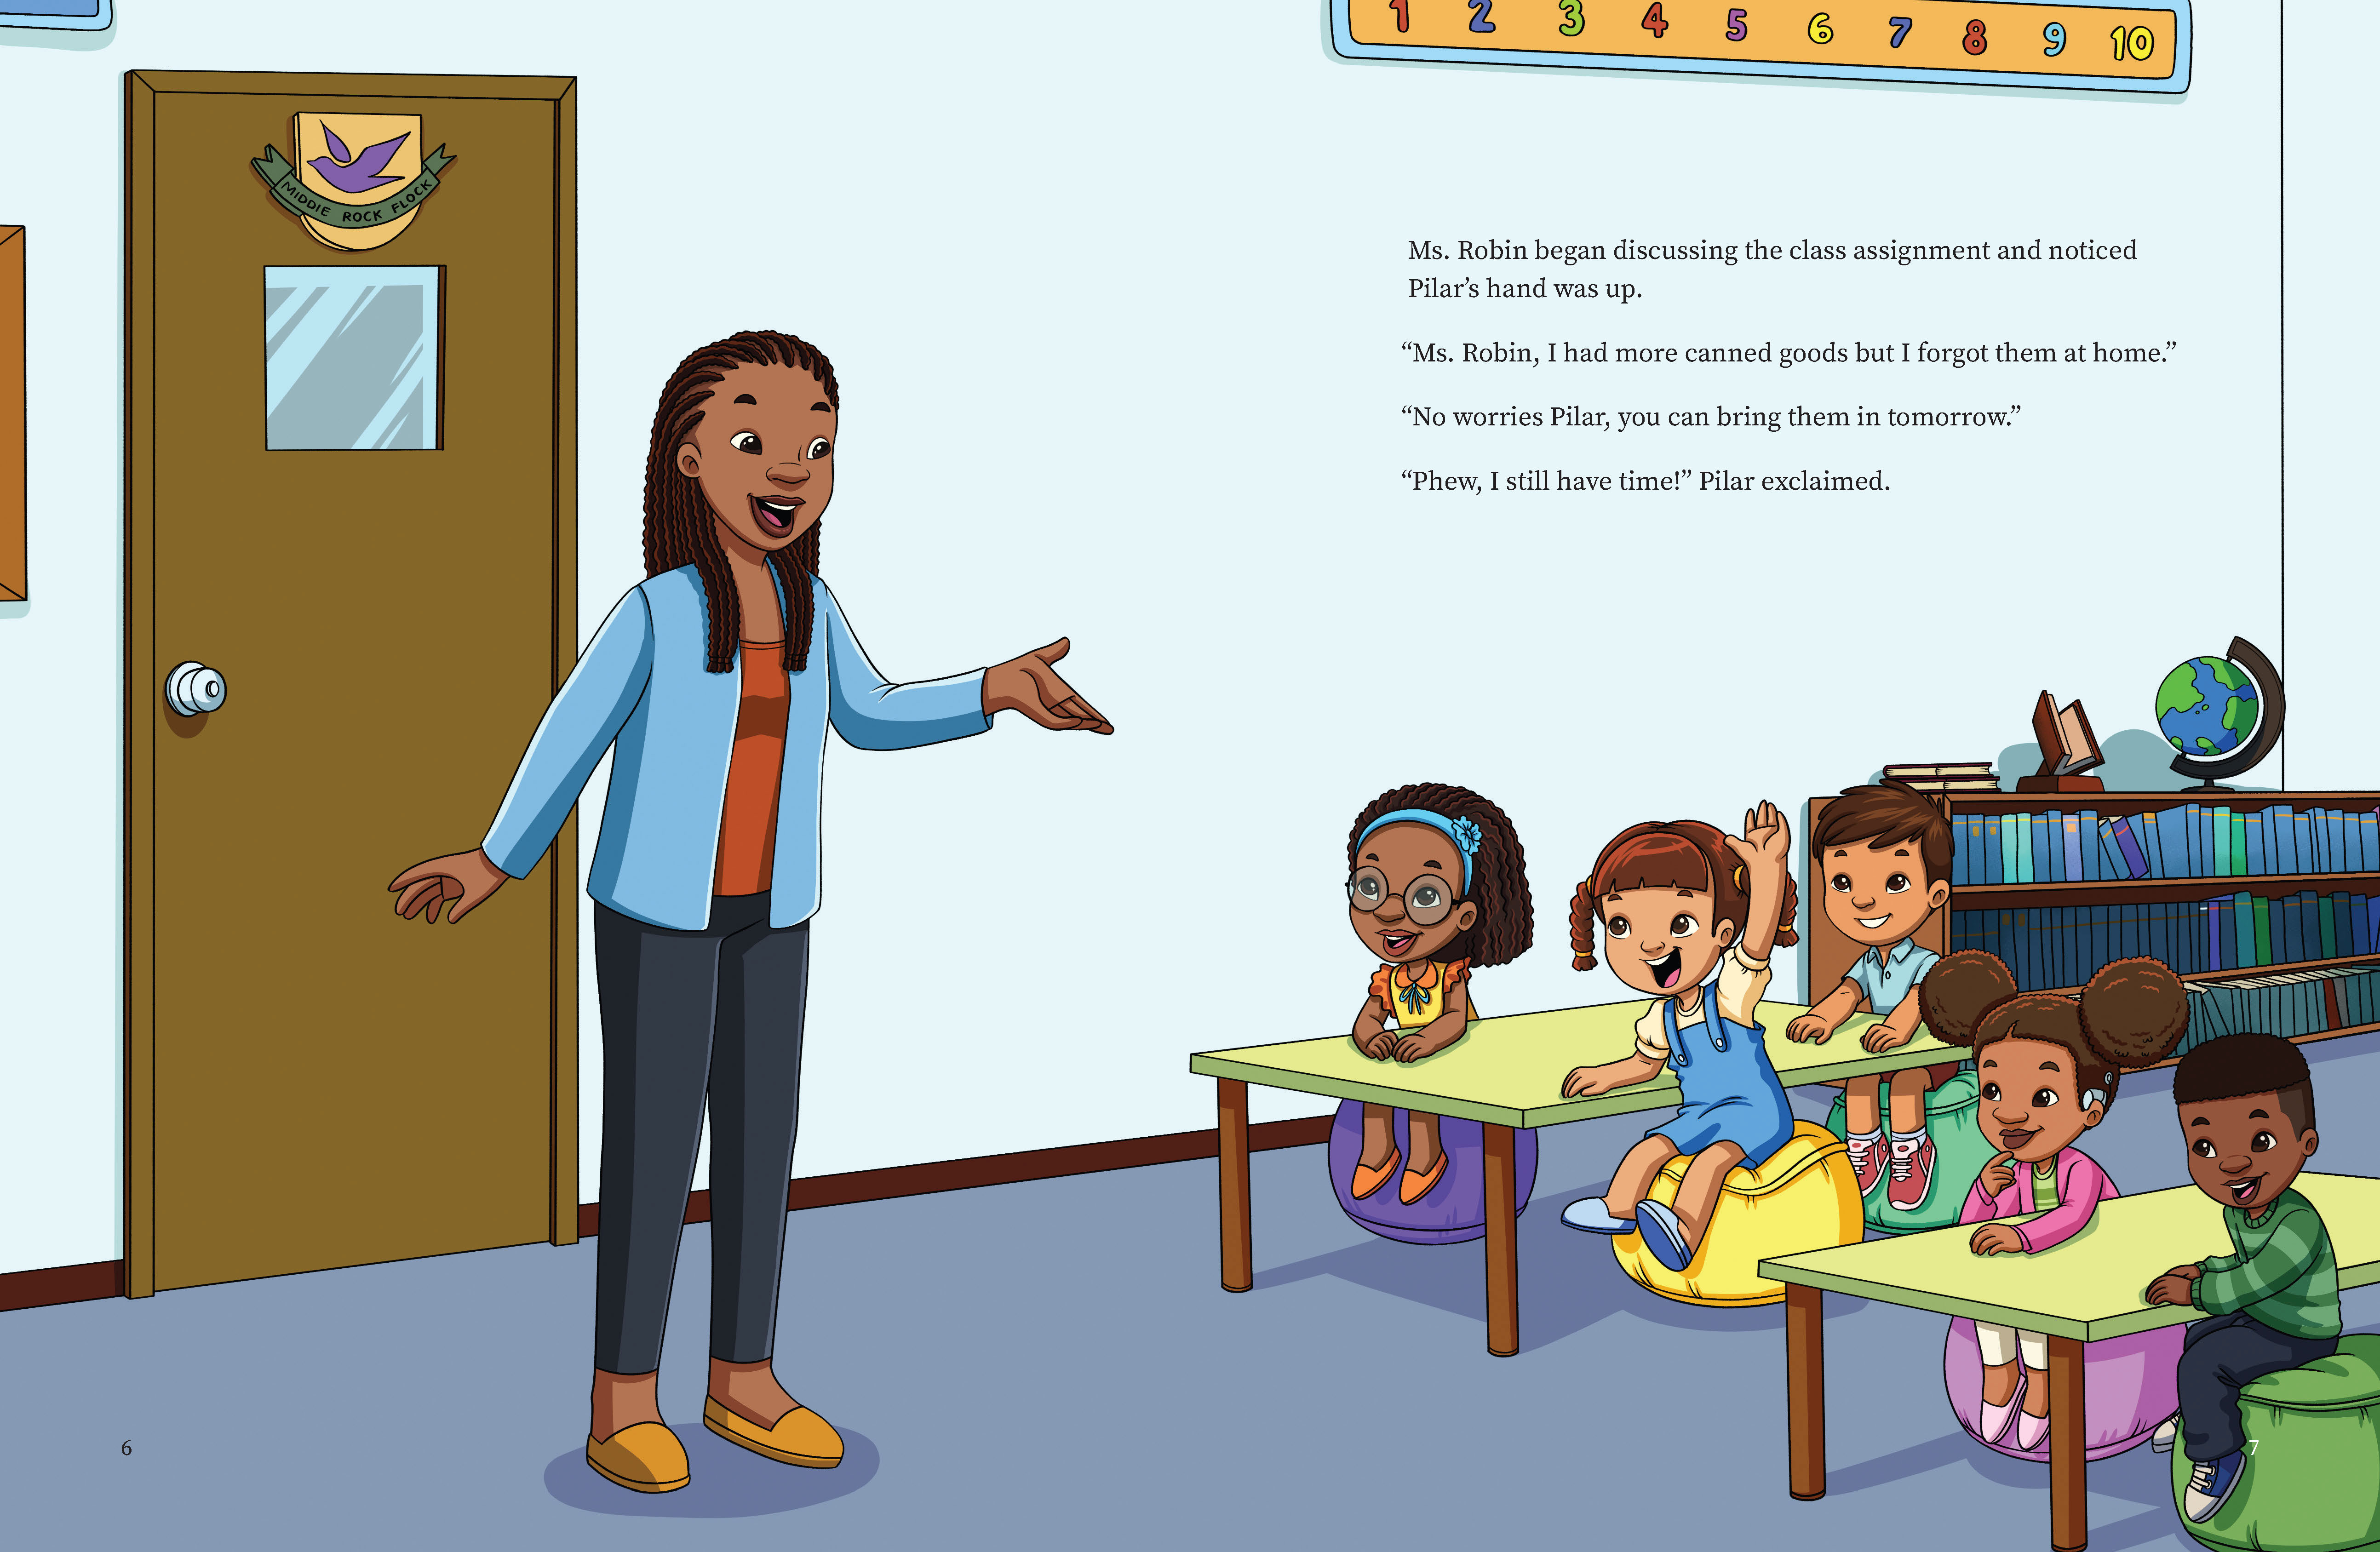 1 2 3 4 5 6 7 8 9 10
MIDDIE ROCK FLOCK
Ms. Robin began discussing the class assignment and noticed
Pilar’s hand was up.
“Ms. Robin, I had more canned goods but I forgot them at home.”
“No worries Pilar, you can bring them in tomorrow.”
“Phew, I still have time!” Pilar exclaimed.
6
7